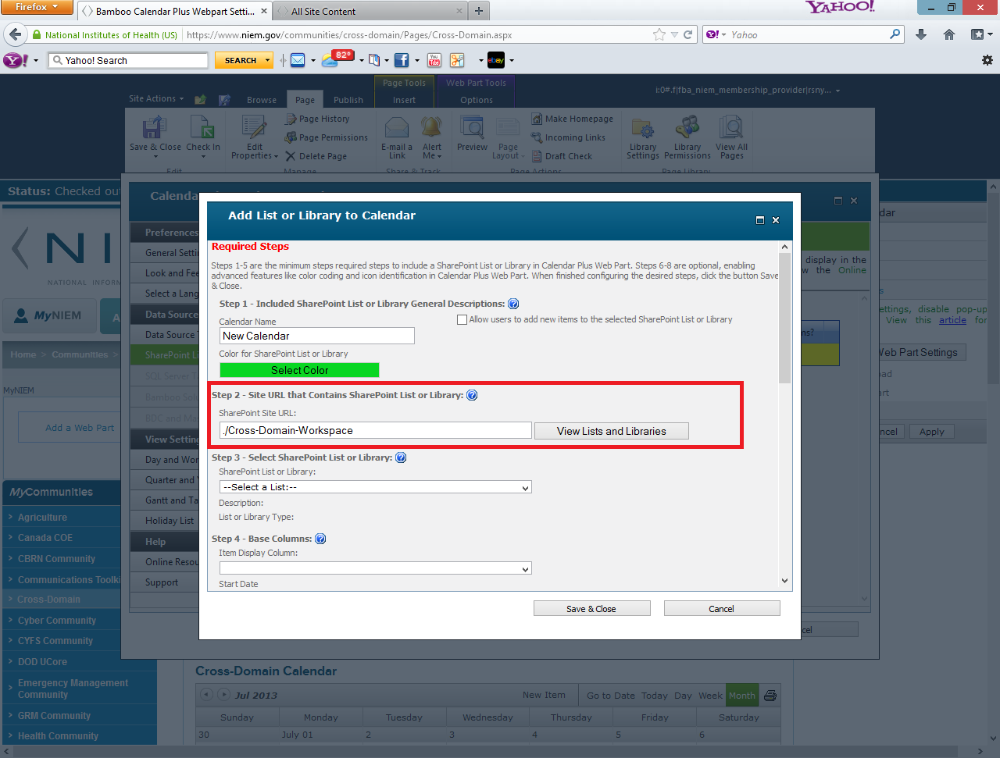 Firefox
Bamboo Calendar Plus Webpart Setti...
All Site Content
YAHOO!
National Institutes of Health (US)
https://www.niem.gov/communities/cross-domain/Pages/Cross-Domain.aspx
Yahoo
Yahoo! Search
SEARCH
82°
ebay
Page Tools
Web Part Tools
Site Actions
Browse
Page
Publish
Insert
Options
i:0#.f|fba_niem_membership_provider|rsny...
Save & Close
Check In
Edit Properties
Page History
Page Permissions
Delete Page
E-mail a Link
Alert Me
Preview
Page Layout
Make Homepage
Incoming Links
Draft Check
Library Settings
Library Permissions
View All Pages
Edit
Manage
Share & Track
Page Actions
Page Library
Status: Checked ou
Calenda
Add List or Library to Calendar
Required Steps
Steps 1-5 are the minimum steps required steps to include a SharePoint List or Library in Calendar Plus Web Part. Steps 6-8 are optional, enabling
advanced features like color coding and icon identification in Calendar Plus Web Part. When finished configuring the desired steps, click the button Save
& Close.
Step 1 - Included SharePoint List or Library General Descriptions:
Calendar Name
Allow users to add new items to the selected SharePoint List or Library
New Calendar
Color for SharePoint List or Library
Select Color
Step 2 - Site URL that Contains SharePoint List or Library:
SharePoint Site URL:
./Cross-Domain-Workspace
View Lists and Libraries
Step 3 - Select SharePoint List or Library:
SharePoint List or Library:
--Select a List:--
Description:
List or Library Type:
Step 4 - Base Columns:
Item Display Column:
Start Date
Save & Close
Cancel
Preferences
General Setti
Look and Fee
Select a Lang
Data Source
Data Source
SharePoint Li
SQL Server T
Bamboo Solu
BDC and Mas
View Setting
Day and Wor
Quarter and
Gantt and Ta
Holiday List
Help
Online Resou
Support
NI
NATIONAL INFORM
MyNIEM
A
Home > Communities >
MyNIEM
Add a Web Part
MyCommunities
Agriculture
Canada COE
CBRN Community
Communications Toolki
Cross-Domain
Cyber Community
CYFS Community
DOD UCore
Emergency Management
Community
GRM Community
Health Community
dar
display in the
w the Online
s
ettings, disable pop-up
View this article for
ms?
Web Part Settings
oad
part
ncel
Apply
cel
Cross-Domain Calendar
Jul 2013
New Item
Go to Date
Today
Day
Week
Month
Sunday
Monday
Tuesday
Wednesday
Thursday
Friday
Saturday
30
July 01
2
3
4
5
6